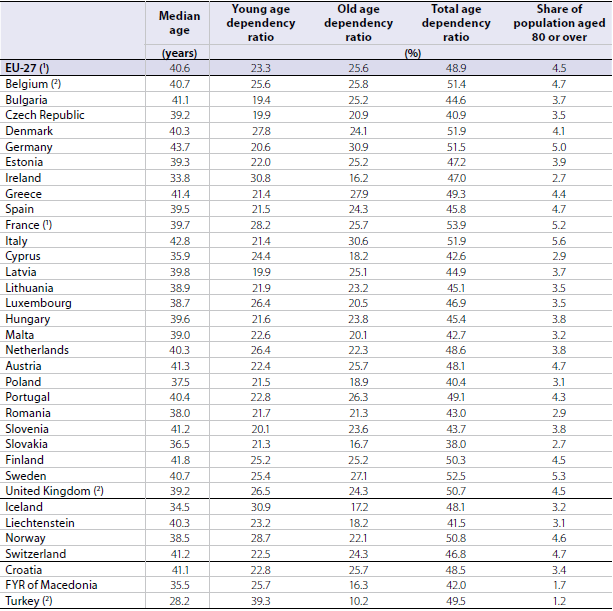 Median age Young age dependency ratio Old age dependency ratio Total age dependency ratio Share of population aged 80 or over
(years) (%)
EU-27 (¹) 40.6 23.3 25.6 48.9 4.5
Belgium (²) 40.7 25.6 25.8 51.4 4.7
Bulgaria 41.1 19.4 25.2 44.6 3.7
Czech Republic 39.2 19.9 20.9 40.9 3.5
Denmark 40.3 27.8 24.1 51.9 4.1
Germany 43.7 20.6 30.9 51.5 5.0
Estonia 39.3 22.0 25.2 47.2 3.9
Ireland 33.8 30.8 16.2 47.0 2.7
Greece 41.4 21.4 27.9 49.3 4.4
Spain 39.5 21.5 24.3 45.8 4.7
France (¹) 39.7 28.2 25.7 53.9 5.2
Italy 42.8 21.4 30.6 51.9 5.6
Cyprus 35.9 24.4 18.2 42.6 2.9
Latvia 39.8 19.9 25.1 44.9 3.7
Lithuania 38.9 21.9 23.2 45.1 3.5
Luxembourg 38.7 26.4 20.5 46.9 3.5
Hungary 39.6 21.6 23.8 45.4 3.8
Malta 39.0 22.6 20.1 42.7 3.2
Netherlands 40.3 26.4 22.3 48.6 3.8
Austria 41.3 22.4 25.7 48.1 4.7
Poland 37.5 21.5 18.9 40.4 3.1
Portugal 40.4 22.8 26.3 49.1 4.3
Romania 38.0 21.7 21.3 43.0 2.9
Slovenia 41.2 20.1 23.6 43.7 3.8
Slovakia 36.5 21.3 16.7 38.0 2.7
Finland 41.8 25.2 25.2 50.3 4.5
Sweden 40.7 25.4 27.1 52.5 5.3
United Kingdom (²) 39.2 26.5 24.3 50.7 4.5
Iceland 34.5 30.9 17.2 48.1 3.2
Liechtenstein 40.3 23.2 18.2 41.5 3.1
Norway 38.5 28.7 22.1 50.8 4.6
Switzerland 41.2 22.5 24.3 46.8 4.7
Croatia 41.1 22.8 25.7 48.5 3.4
FYR of Macedonia 35.5 25.7 16.3 42.0 1.7
Turkey (²) 28.2 39.3 10.2 49.5 1.2